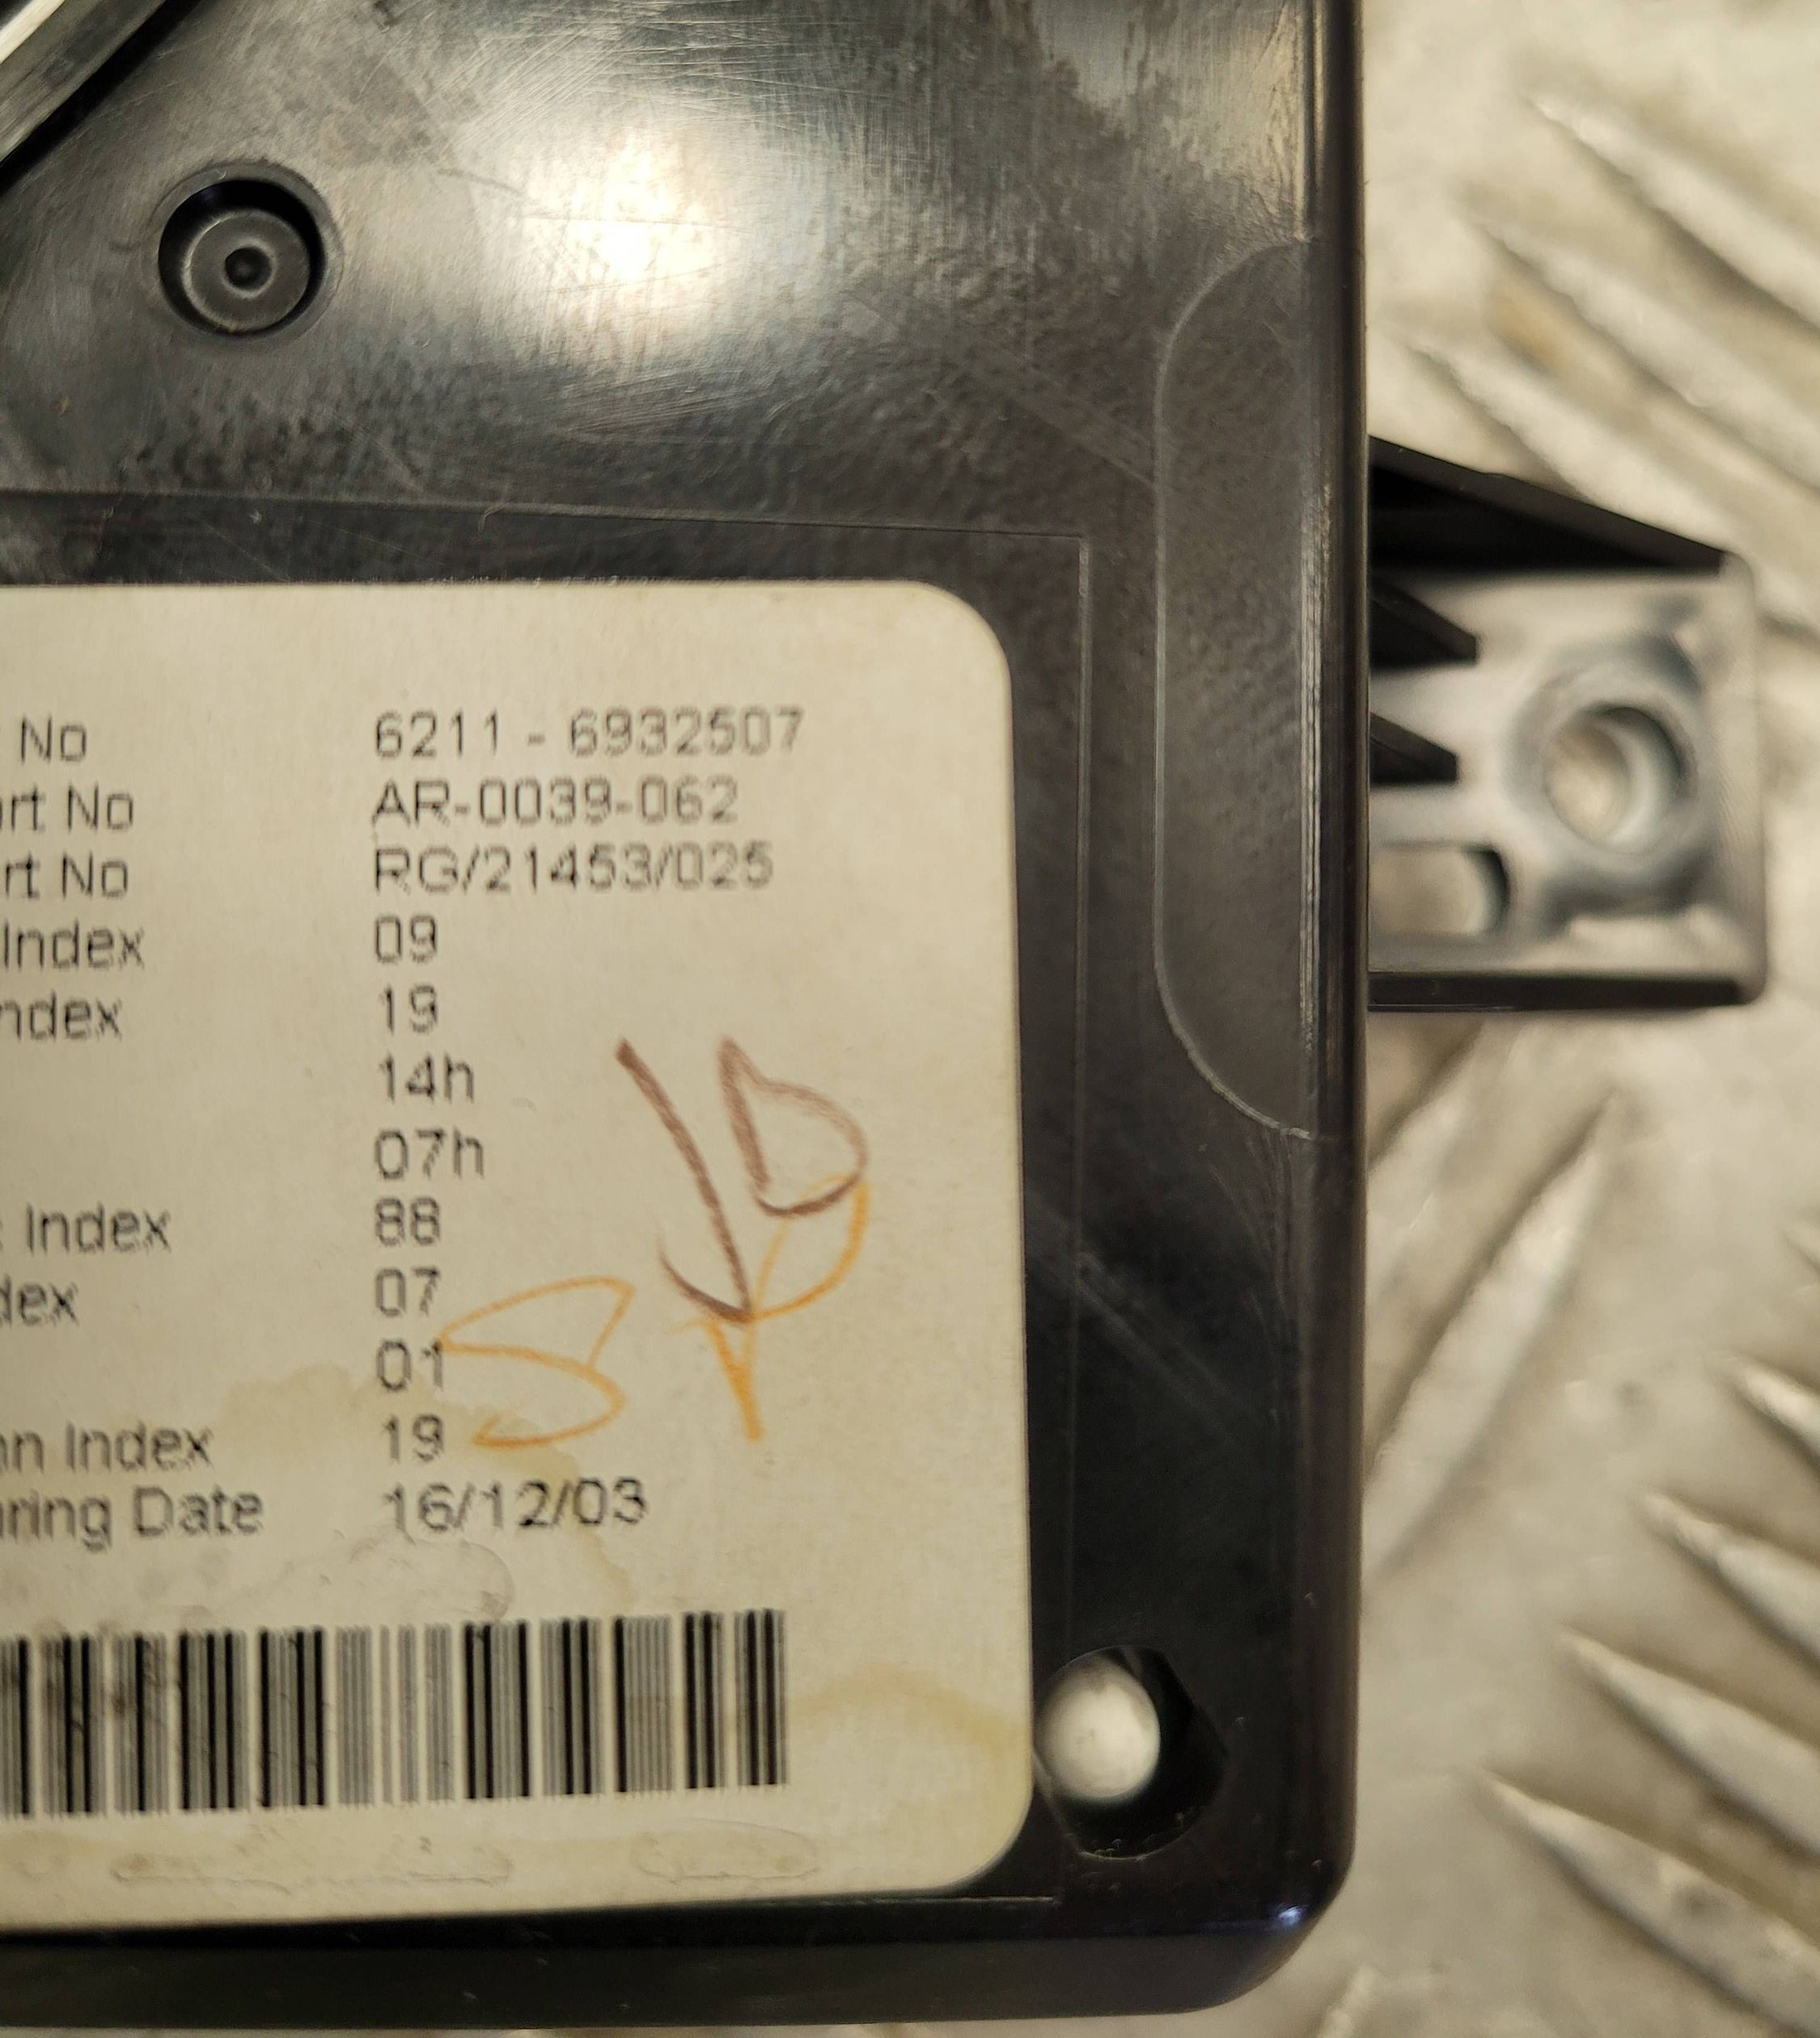 No 6211 - 6932507
rt No AR-0039-062
rt No RG/21453/025
Index 09
ndex 19
14h
07h
Index 88
dex 07
01
n Index 19
ring Date 16/12/03